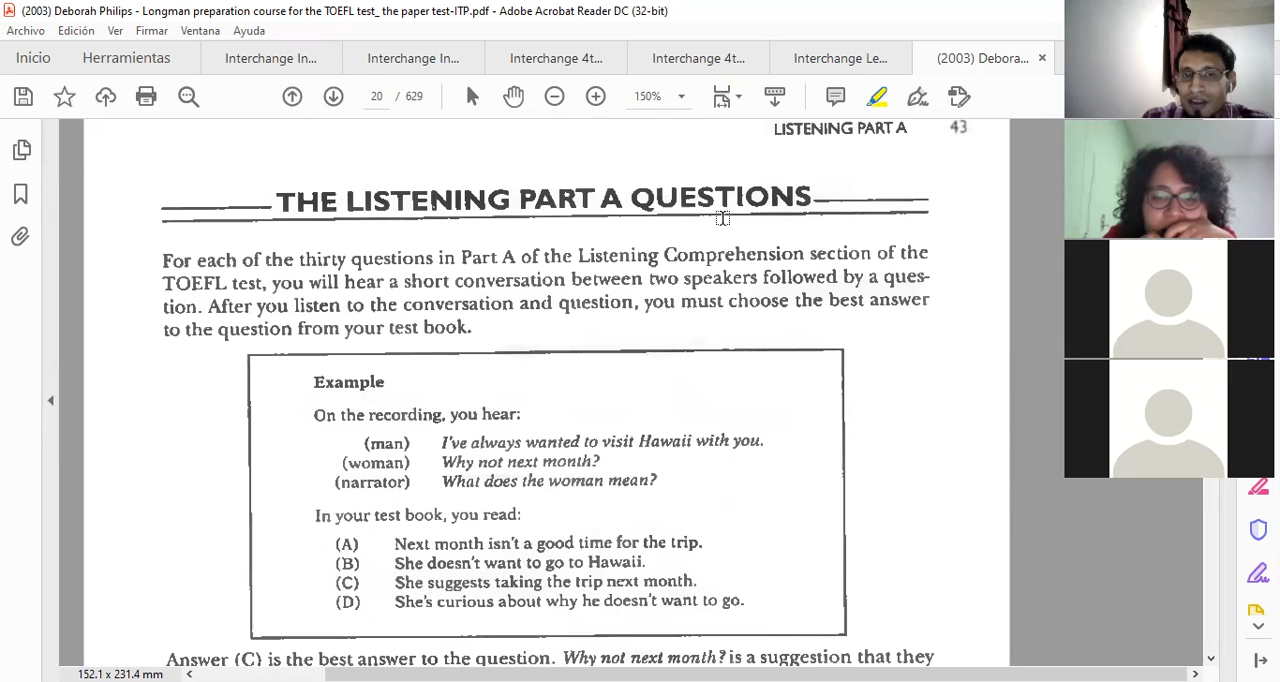 (2003) Deborah Philips - Longman preparation course for the TOEFL test_ the paper test-ITP.pdf - Adobe Acrobat Reader DC (32-bit)
Archivo Edición Ver Firmar Ventana Ayuda
Inicio Herramientas Interchange In... Interchange In... Interchange 4t... Interchange 4t... Interchange Le... (2003) Debora... ×
20 / 629 150%
LISTENING PART A 43
THE LISTENING PART A QUESTIONS
For each of the thirty questions in Part A of the Listening Comprehension section of the
TOEFL test, you will hear a short conversation between two speakers followed by a ques-
tion. After you listen to the conversation and question, you must choose the best answer
to the question from your test book.
Example
On the recording, you hear:
(man) I've always wanted to visit Hawaii with you.
(woman) Why not next month?
(narrator) What does the woman mean?
In your test book, you read:
(A) Next month isn't a good time for the trip.
(B) She doesn't want to go to Hawaii.
(C) She suggests taking the trip next month.
(D) She's curious about why he doesn't want to go.
Answer (C) is the best answer to the question. Why not next month? is a suggestion that they
152.1 x 231.4 mm